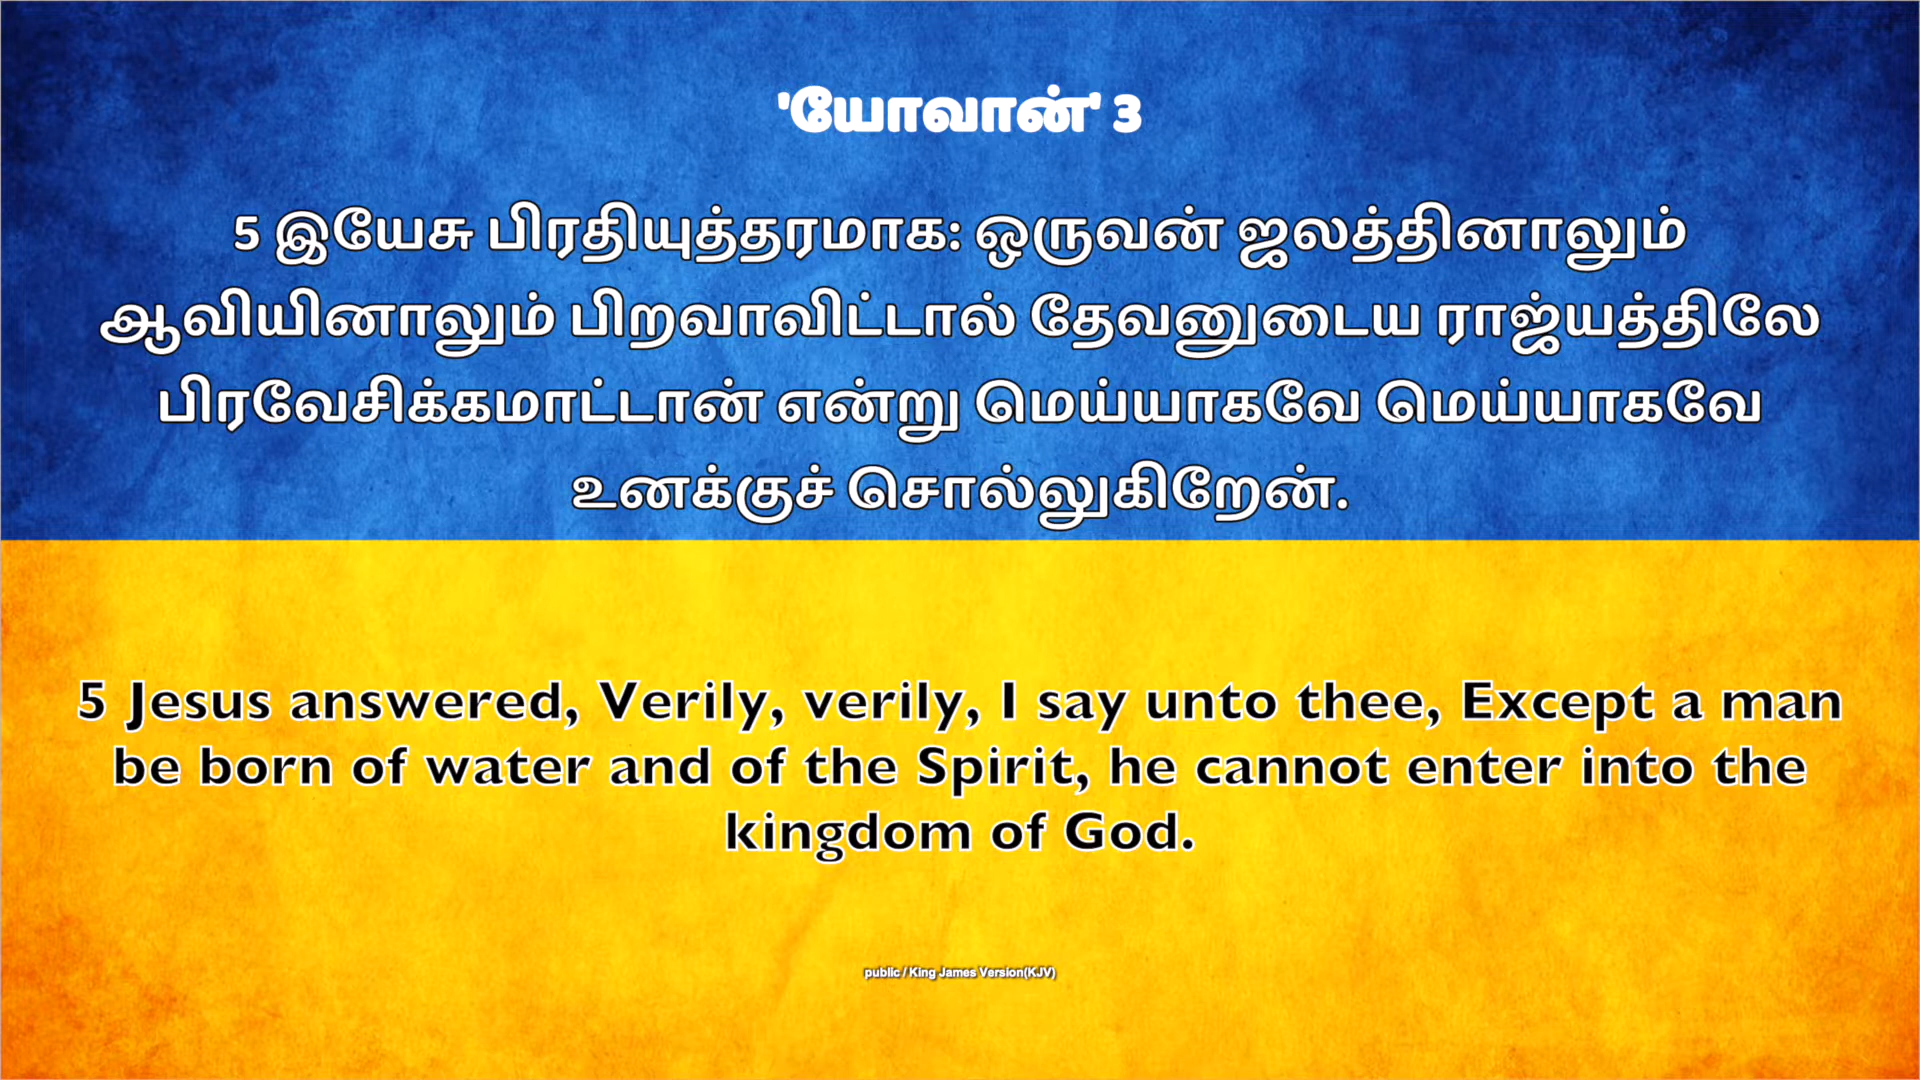 'யோவான்' 3
5 இயேசு பிரதியுத்தரமாக: ஒருவன் ஜலத்தினாலும்
ஆவியினாலும் பிறவாவிட்டால் தேவனுடைய ராஜ்யத்திலே
பிரவேசிக்கமாட்டான் என்று மெய்யாகவே மெய்யாகவே
உனக்குச் சொல்லுகிறேன்.
5 Jesus answered, Verily, verily, I say unto thee, Except a man
be born of water and of the Spirit, he cannot enter into the
kingdom of God.
public / King James Version(KJV)